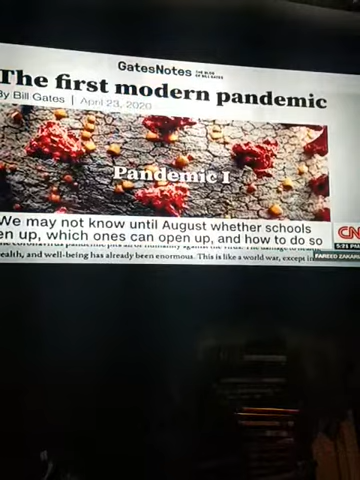 GatesNotes THE BLOG OF BILL GATES
The first modern pandemic
By Bill Gates | April 23, 2020
Pandemic I
We may not know until August whether schools
en up, which ones can open up, and how to do so
CN
5:21 PM
ealth, and well-being has already been enormous. This is like a world war, except in
FAREED ZAKARI